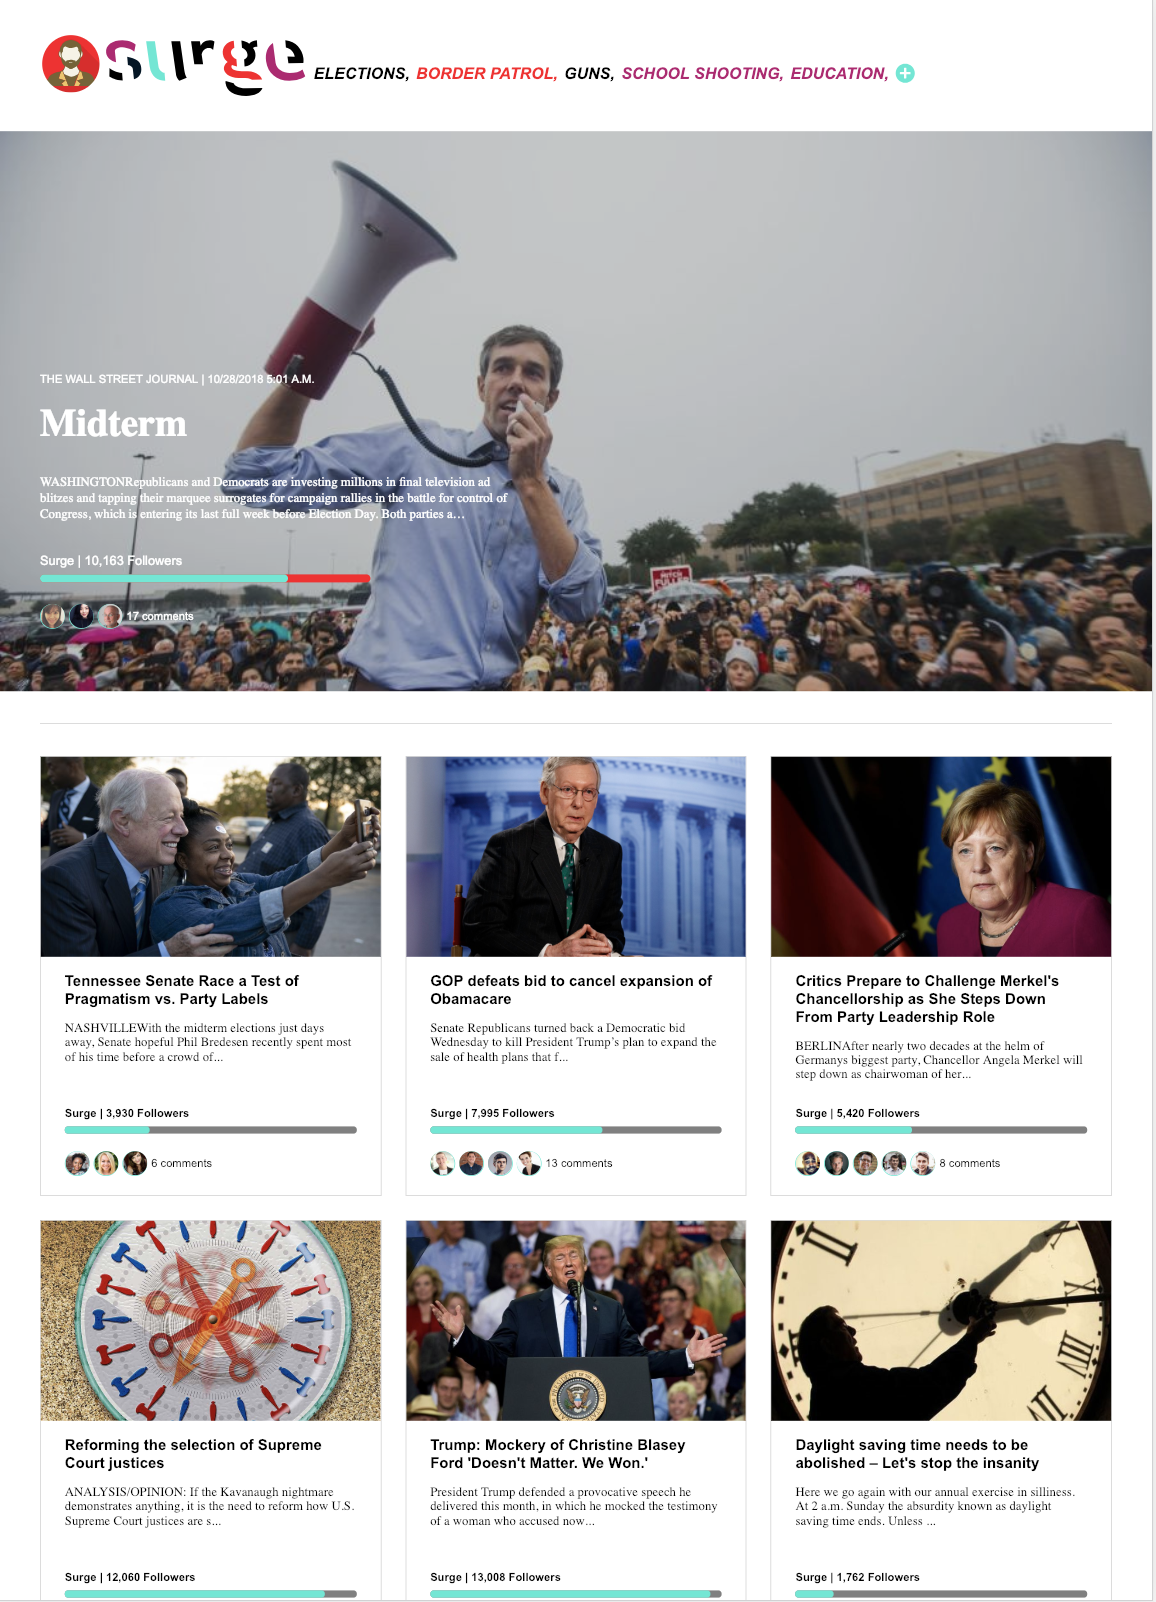 surge
ELECTIONS, BORDER PATROL, GUNS, SCHOOL SHOOTING, EDUCATION,
THE WALL STREET JOURNAL | 10/28/2018 5:01 A.M.
Midterm
WASHINGTONRepublicans and Democrats are investing millions in final television ad
blitzes and tapping their marquee surrogates for campaign rallies in the battle for control of
Congress, which is entering its last full week before Election Day. Both parties a...
Surge | 10,163 Followers
17 comments
Tennessee Senate Race a Test of
Pragmatism vs. Party Labels
NASHVILLEWith the midterm elections just days
away, Senate hopeful Phil Bredesen recently spent most
of his time before a crowd of...
Surge | 3,930 Followers
6 comments
GOP defeats bid to cancel expansion of
Obamacare
Senate Republicans turned back a Democratic bid
Wednesday to kill President Trump’s plan to expand the
sale of health plans that f...
Surge | 7,995 Followers
13 comments
Critics Prepare to Challenge Merkel's
Chancellorship as She Steps Down
From Party Leadership Role
BERLINAfter nearly two decades at the helm of
Germanys biggest party, Chancellor Angela Merkel will
step down as chairwoman of her...
Surge | 5,420 Followers
8 comments
Reforming the selection of Supreme
Court justices
ANALYSIS/OPINION: If the Kavanaugh nightmare
demonstrates anything, it is the need to reform how U.S.
Supreme Court justices are s...
Surge | 12,060 Followers
Trump: Mockery of Christine Blasey
Ford 'Doesn't Matter. We Won.'
President Trump defended a provocative speech he
delivered this month, in which he mocked the testimony
of a woman who accused now...
Surge | 13,008 Followers
Daylight saving time needs to be
abolished – Let's stop the insanity
Here we go again with our annual exercise in silliness.
At 2 a.m. Sunday the absurdity known as daylight
saving time ends. Unless ...
Surge | 1,762 Followers